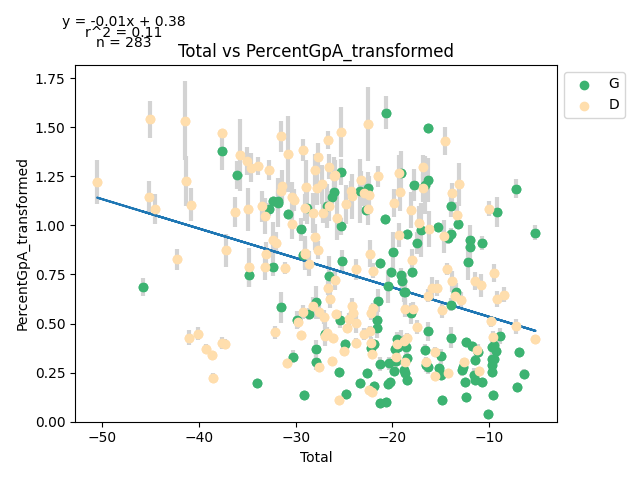 y = -0.01x + 0.38
r^2 = 0.11
n = 283
Total vs PercentGpA_transformed
G
D
PercentGpA_transformed
1.75
1.50
1.25
1.00
0.75
0.50
0.25
0.00
−50 −40 −30 −20 −10
Total